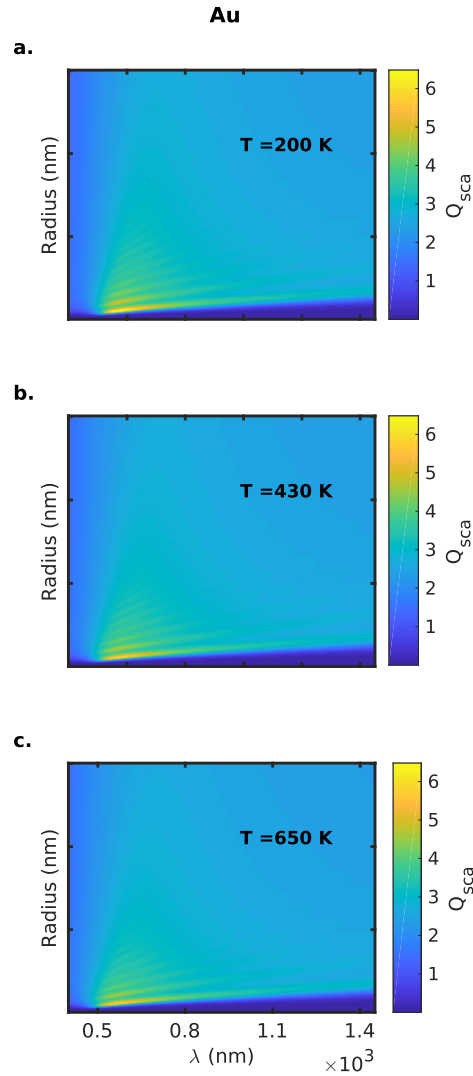 Au
a.
T =200 K
Radius (nm)
6
5
4
3
2
1
Q_sca
b.
T =430 K
Radius (nm)
6
5
4
3
2
1
Q_sca
c.
T =650 K
Radius (nm)
6
5
4
3
2
1
Q_sca
0.5 0.8 1.1 1.4
λ (nm)
×10³